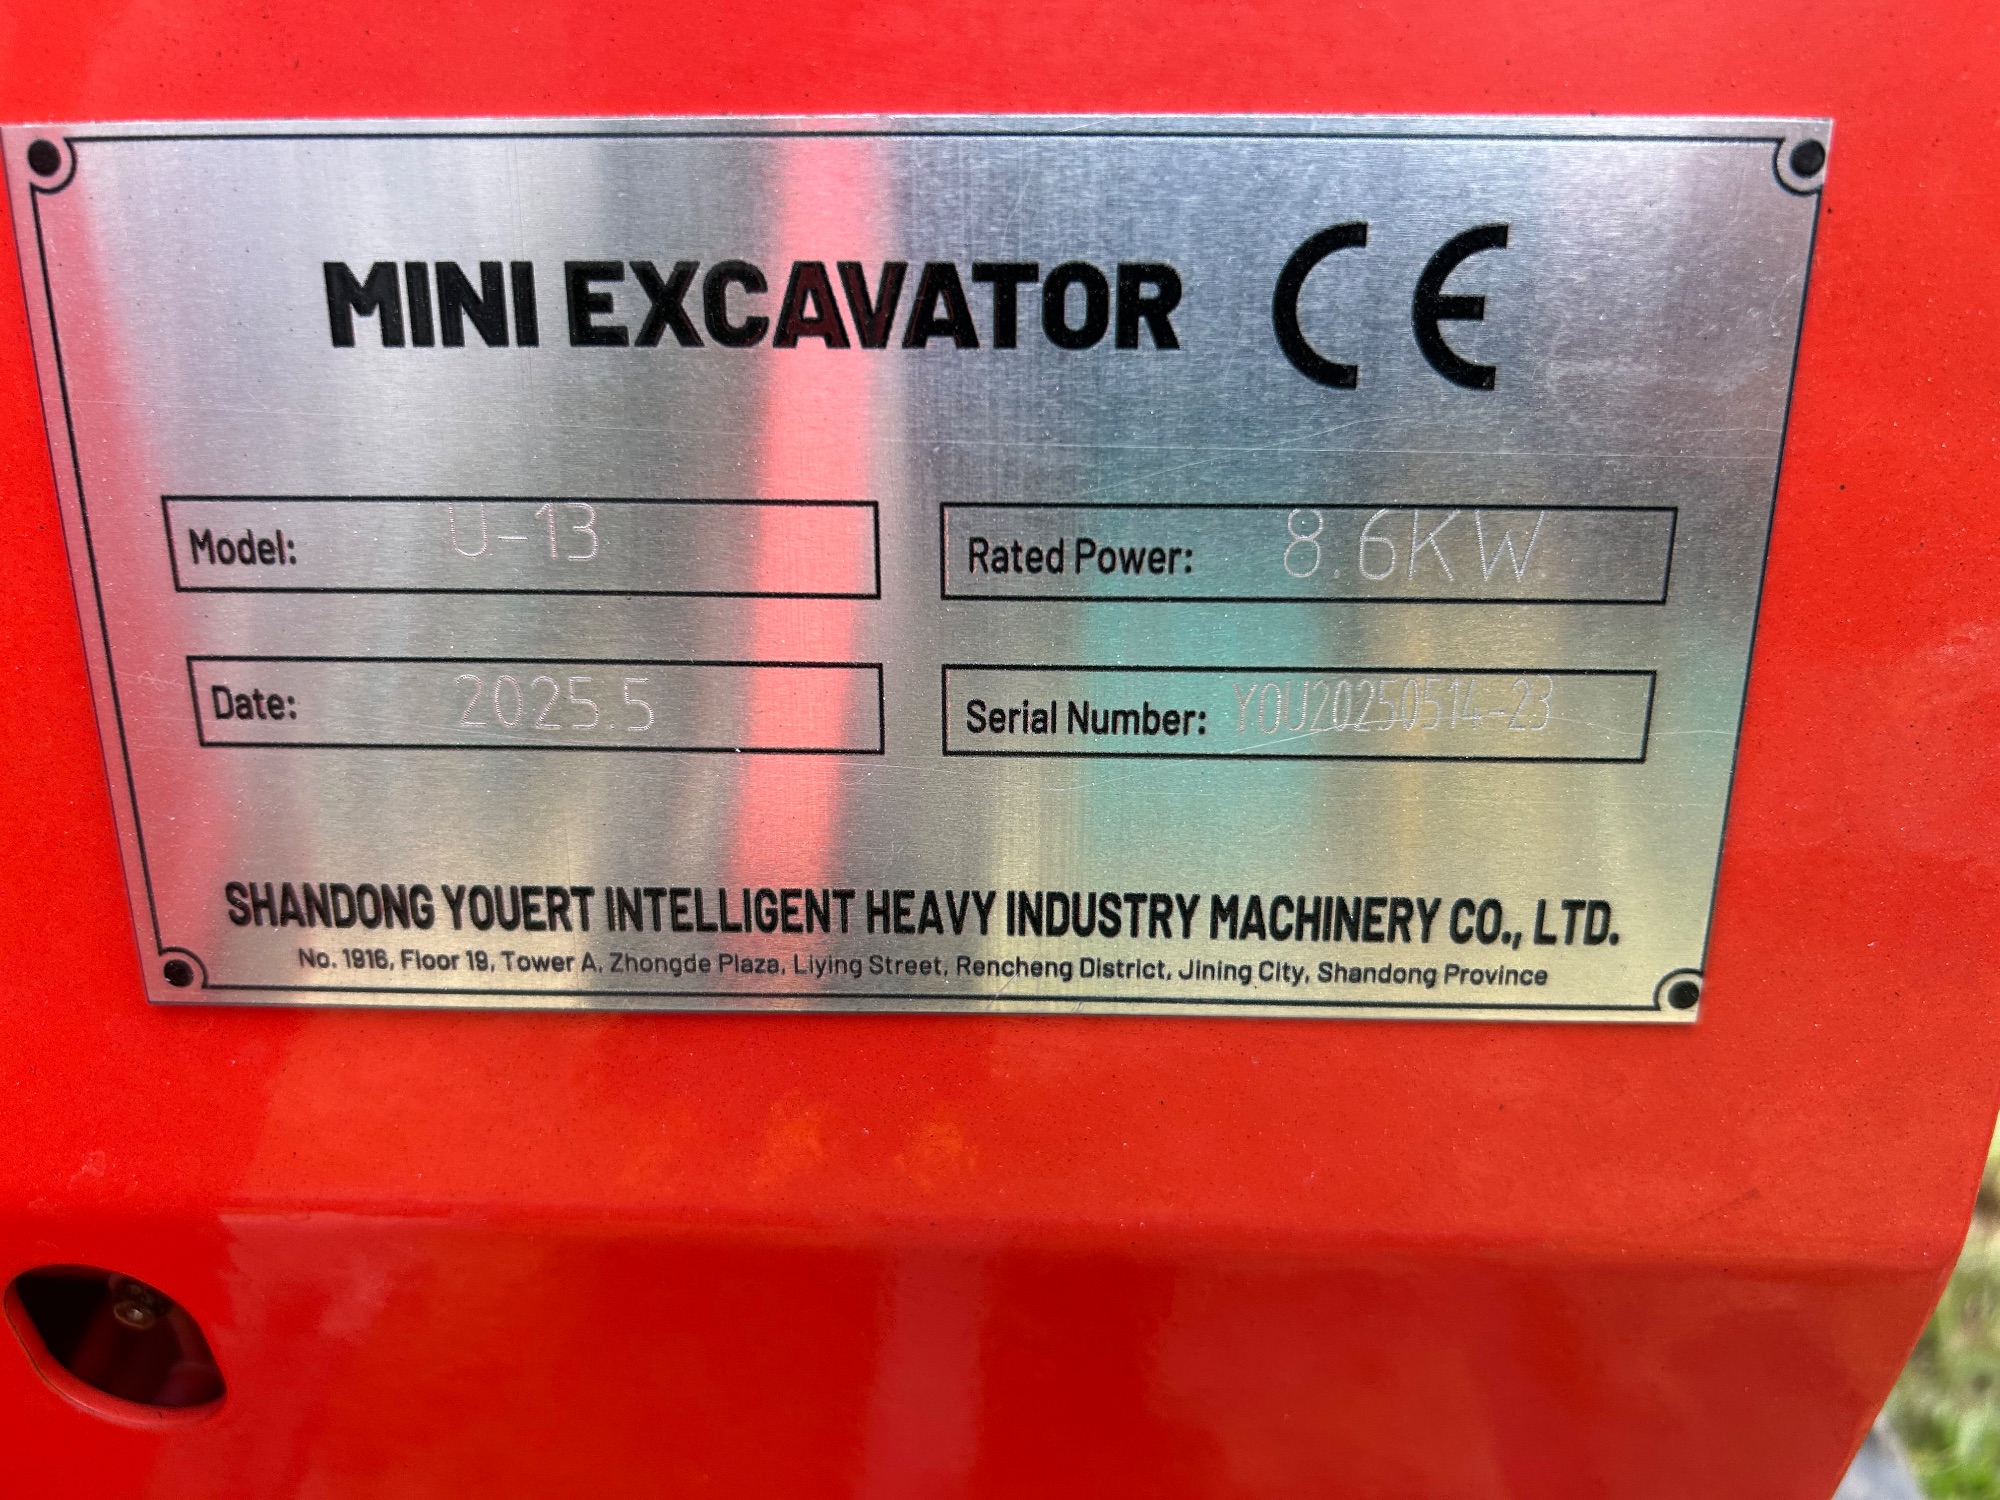 MINI EXCAVATOR CE
Model: U-13
Rated Power: 8.6KW
Date: 2025.5
Serial Number: YOU20250514-23
SHANDONG YOUERT INTELLIGENT HEAVY INDUSTRY MACHINERY CO., LTD.
No. 1916, Floor 19, Tower A, Zhongde Plaza, Liying Street, Rencheng District, Jining City, Shandong Province